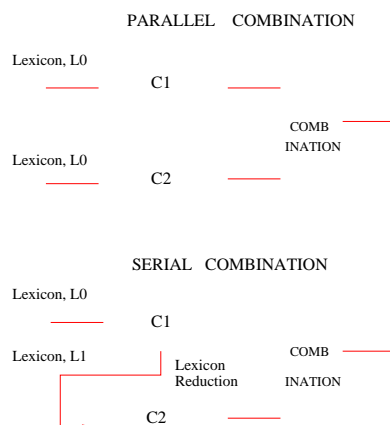 PARALLEL COMBINATION
Lexicon, L0
C1
COMB
INATION
Lexicon, L0
C2
SERIAL COMBINATION
Lexicon, L0
C1
Lexicon, L1
Lexicon
Reduction
COMB
INATION
C2